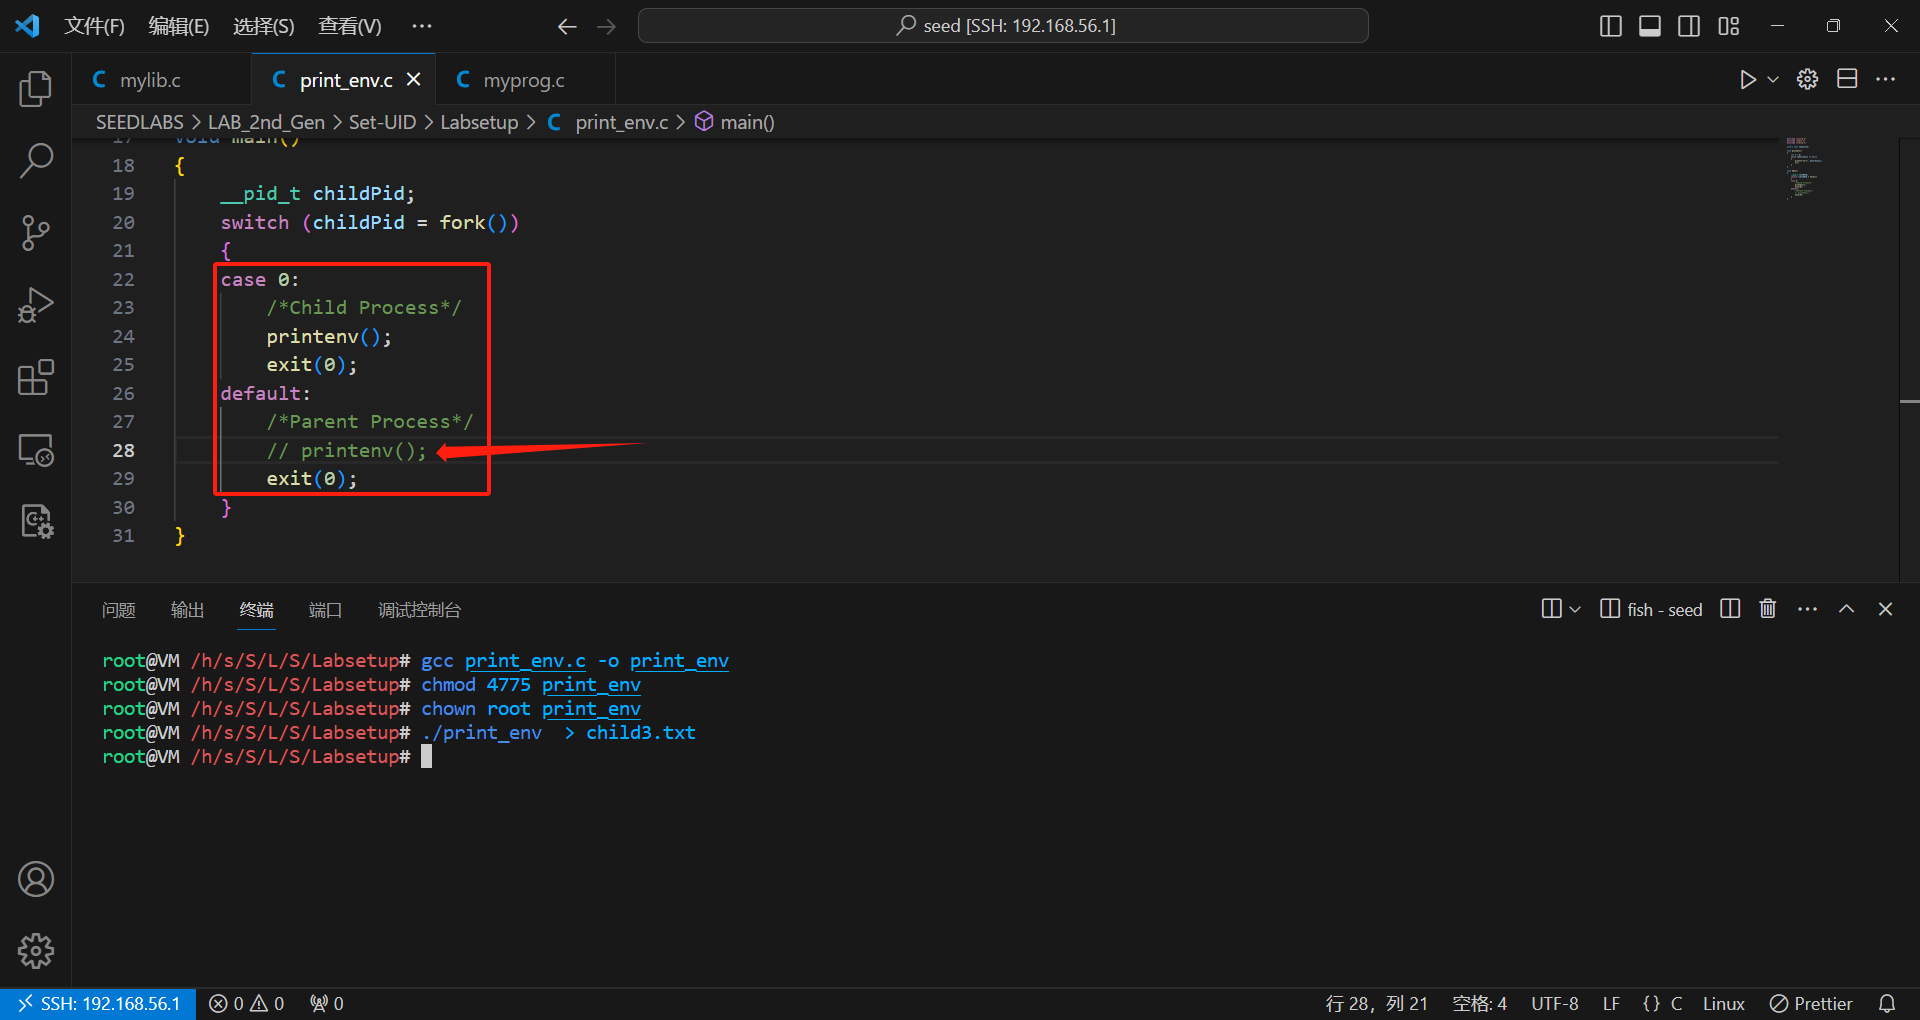 文件(F) 编辑(E) 选择(S) 查看(V) ··· seed [SSH: 192.168.56.1]
mylib.c print_env.c myprog.c
SEEDLABS > LAB_2nd_Gen > Set-UID > Labsetup > C print_env.c > main()
17 void main()
18 {
19 __pid_t childPid;
20 switch (childPid = fork())
21 {
22 case 0:
23 /*Child Process*/
24 printenv();
25 exit(0);
26 default:
27 /*Parent Process*/
28 // printenv();
29 exit(0);
30 }
31 }
问题 输出 终端 端口 调试控制台 fish - seed
root@VM /h/s/S/L/S/Labsetup# gcc print_env.c -o print_env
root@VM /h/s/S/L/S/Labsetup# chmod 4775 print_env
root@VM /h/s/S/L/S/Labsetup# chown root print_env
root@VM /h/s/S/L/S/Labsetup# ./print_env  > child3.txt
root@VM /h/s/S/L/S/Labsetup#
SSH: 192.168.56.1 0 0 0 行 28，列 21 空格: 4 UTF-8 LF {} C Linux Prettier